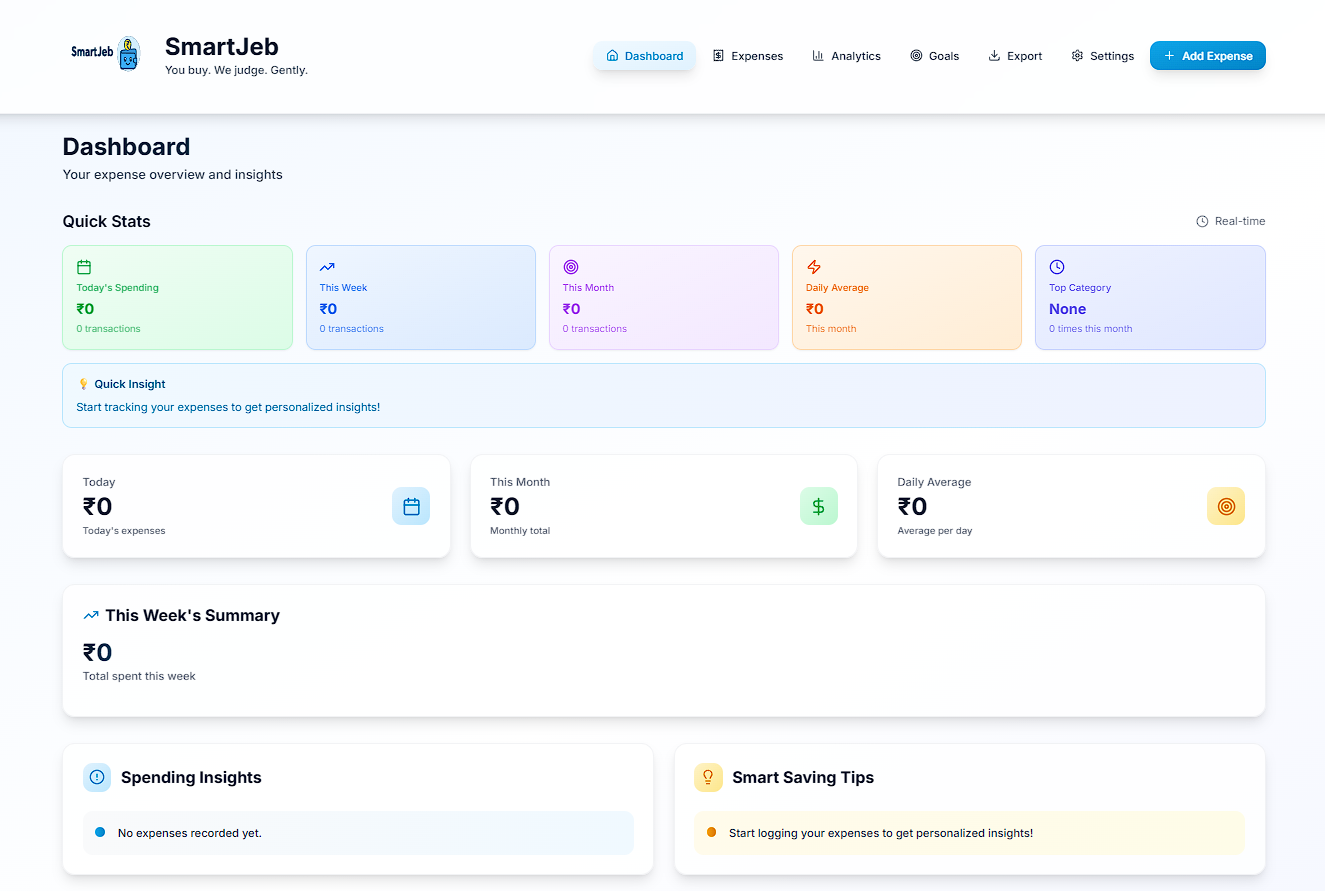 SmartJeb
SmartJeb
You buy. We judge. Gently.
Dashboard
Expenses
Analytics
Goals
Export
Settings
Add Expense
Dashboard
Your expense overview and insights
Quick Stats
Real-time
Today's Spending
₹0
0 transactions
This Week
₹0
0 transactions
This Month
₹0
0 transactions
Daily Average
₹0
This month
Top Category
None
0 times this month
Quick Insight
Start tracking your expenses to get personalized insights!
Today
₹0
Today's expenses
This Month
₹0
Monthly total
Daily Average
₹0
Average per day
This Week's Summary
₹0
Total spent this week
Spending Insights
No expenses recorded yet.
Smart Saving Tips
Start logging your expenses to get personalized insights!